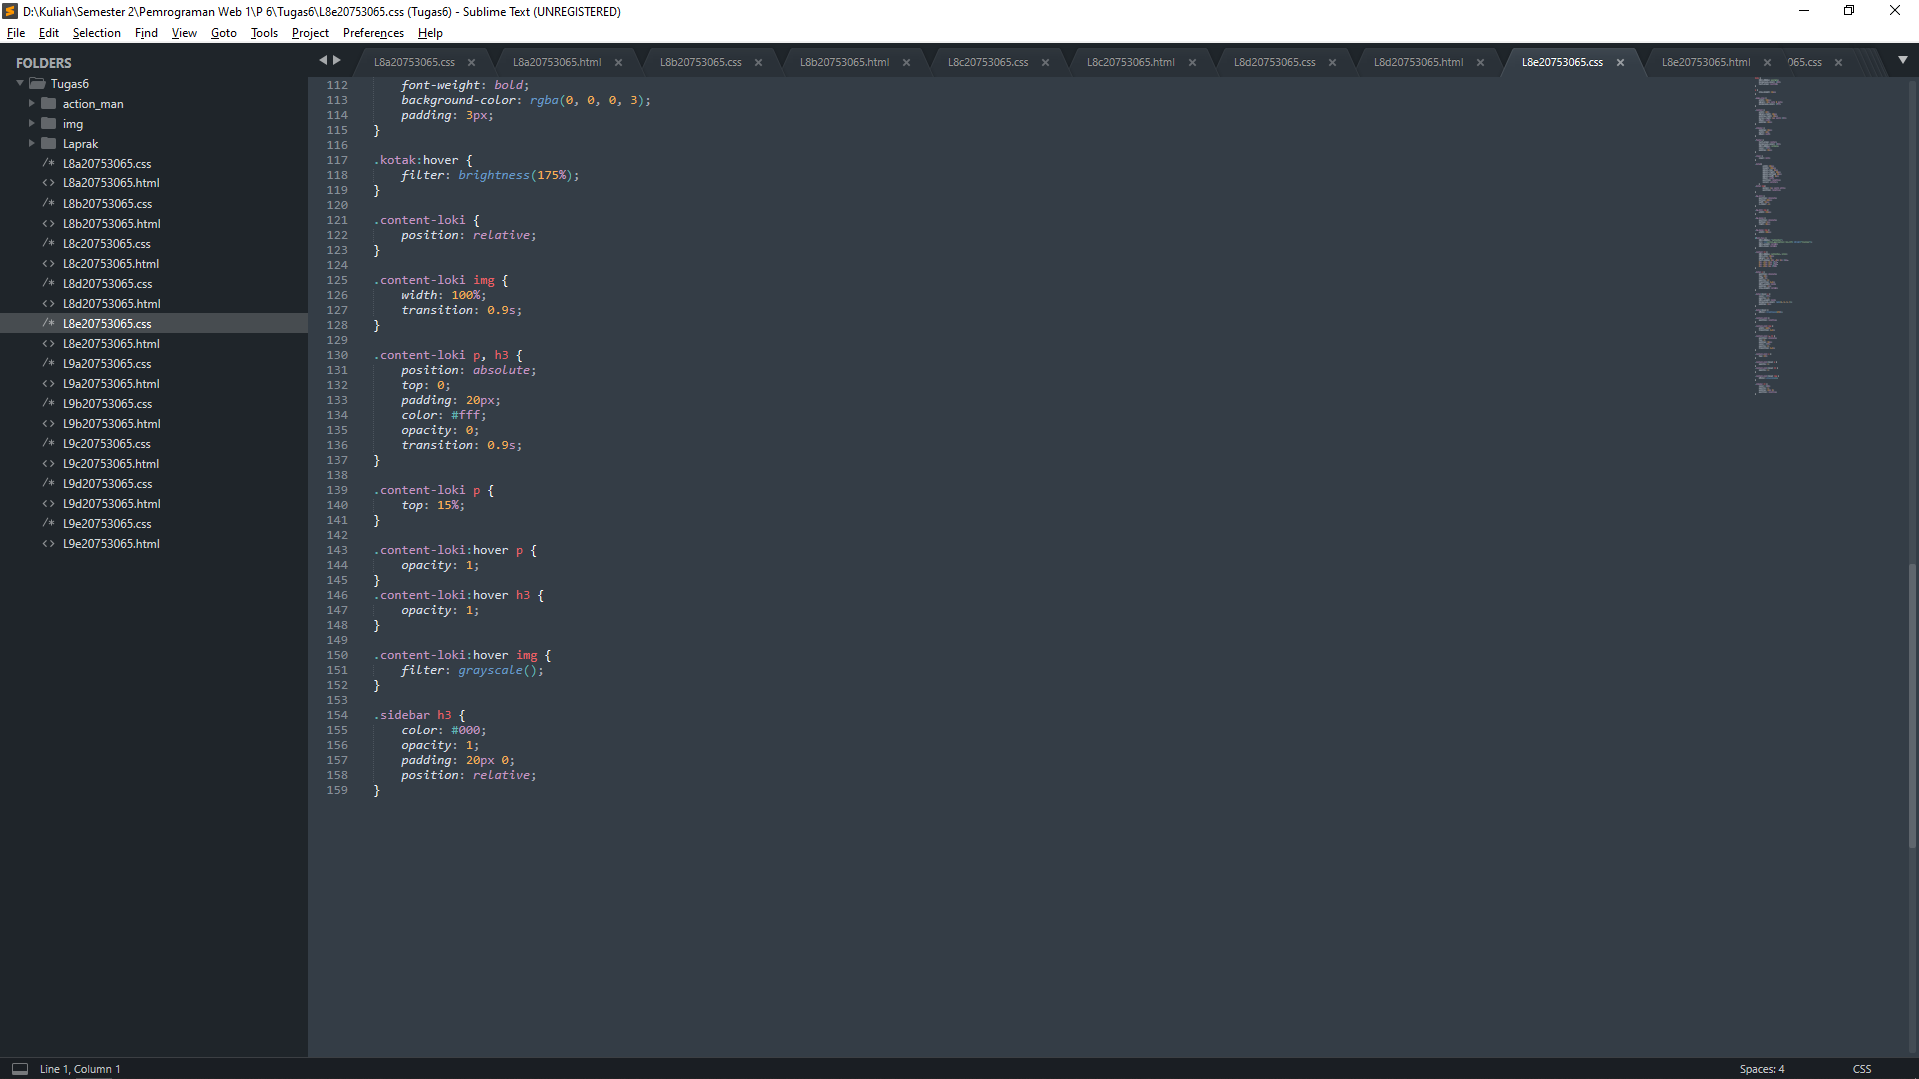 D:\Kuliah\Semester 2\Pemrograman Web 1\P 6\Tugas6\L8e20753065.css (Tugas6) - Sublime Text (UNREGISTERED)
File Edit Selection Find View Goto Tools Project Preferences Help
FOLDERS
Tugas6
action_man
img
Laprak
/* L8a20753065.css
<> L8a20753065.html
/* L8b20753065.css
<> L8b20753065.html
/* L8c20753065.css
<> L8c20753065.html
/* L8d20753065.css
<> L8d20753065.html
/* L8e20753065.css
<> L8e20753065.html
/* L9a20753065.css
<> L9a20753065.html
/* L9b20753065.css
<> L9b20753065.html
/* L9c20753065.css
<> L9c20753065.html
/* L9d20753065.css
<> L9d20753065.html
/* L9e20753065.css
<> L9e20753065.html
L8a20753065.css L8a20753065.html L8b20753065.css L8b20753065.html L8c20753065.css L8c20753065.html L8d20753065.css L8d20753065.html L8e20753065.css L8e20753065.html 065.css
112 font-weight: bold;
113 background-color: rgba(0, 0, 0, 3);
114 padding: 3px;
115 }
116
117 .kotak:hover {
118 filter: brightness(175%);
119 }
120
121 .content-loki {
122 position: relative;
123 }
124
125 .content-loki img {
126 width: 100%;
127 transition: 0.9s;
128 }
129
130 .content-loki p, h3 {
131 position: absolute;
132 top: 0;
133 padding: 20px;
134 color: #fff;
135 opacity: 0;
136 transition: 0.9s;
137 }
138
139 .content-loki p {
140 top: 15%;
141 }
142
143 .content-loki:hover p {
144 opacity: 1;
145 }
146 .content-loki:hover h3 {
147 opacity: 1;
148 }
149
150 .content-loki:hover img {
151 filter: grayscale();
152 }
153
154 .sidebar h3 {
155 color: #000;
156 opacity: 1;
157 padding: 20px 0;
158 position: relative;
159 }
Line 1, Column 1
Spaces: 4
CSS